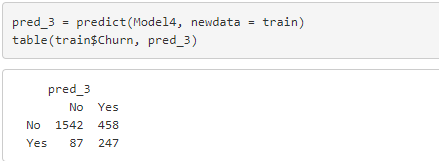 pred_3 = predict(Model4, newdata = train)
table(train$Churn, pred_3)
pred_3
No Yes
No 1542 458
Yes 87 247